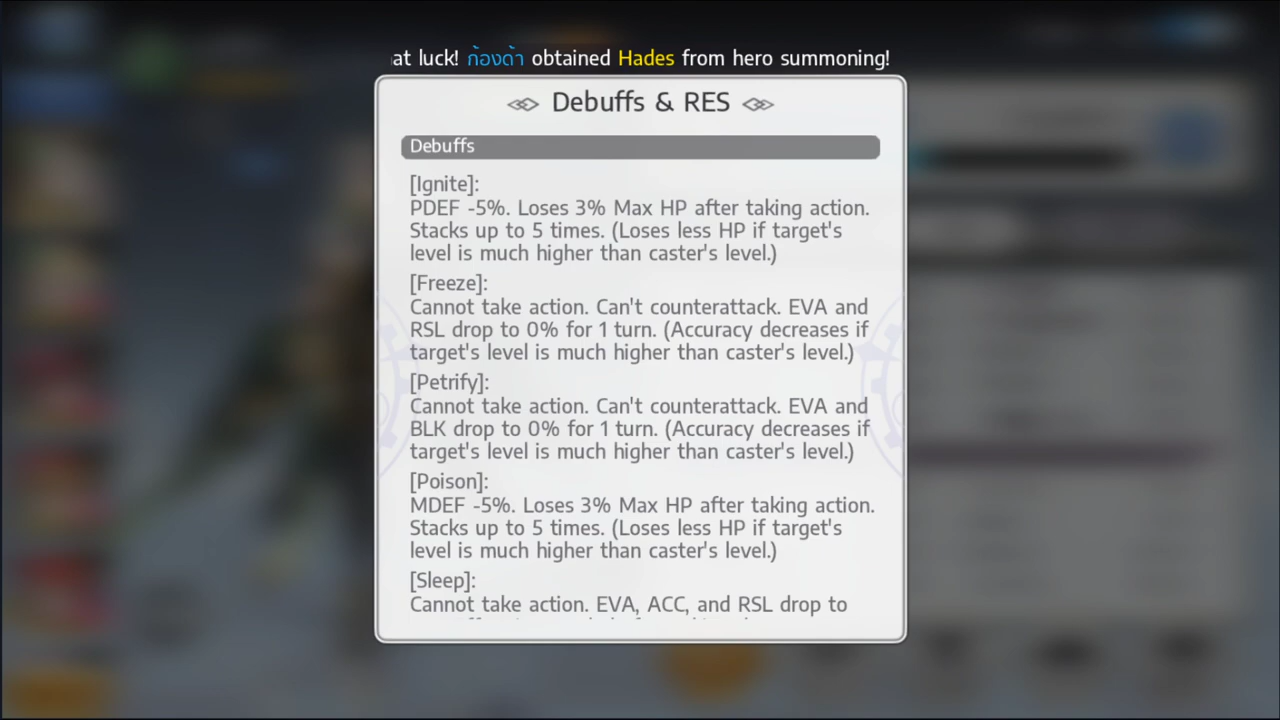 at luck! ก้องด้า obtained Hades from hero summoning!
Debuffs & RES
Debuffs
[Ignite]:
PDEF -5%. Loses 3% Max HP after taking action.
Stacks up to 5 times. (Loses less HP if target's
level is much higher than caster's level.)
[Freeze]:
Cannot take action. Can't counterattack. EVA and
RSL drop to 0% for 1 turn. (Accuracy decreases if
target's level is much higher than caster's level.)
[Petrify]:
Cannot take action. Can't counterattack. EVA and
BLK drop to 0% for 1 turn. (Accuracy decreases if
target's level is much higher than caster's level.)
[Poison]:
MDEF -5%. Loses 3% Max HP after taking action.
Stacks up to 5 times. (Loses less HP if target's
level is much higher than caster's level.)
[Sleep]:
Cannot take action. EVA, ACC, and RSL drop to